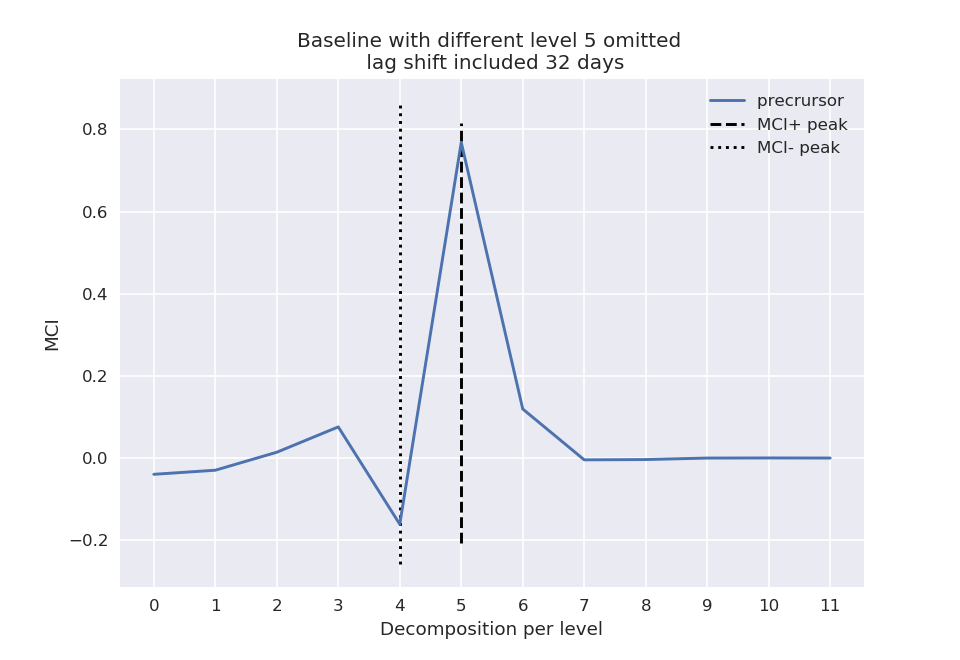 Baseline with different level 5 omitted
lag shift included 32 days
precrursor
MCI+ peak
MCI- peak
MCI
0.8
0.6
0.4
0.2
0.0
−0.2
0 1 2 3 4 5 6 7 8 9 10 11
Decomposition per level